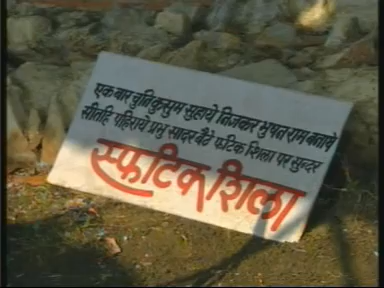 एक बार चुनि कुसुम सुहाये निजकर भुषन राम बनाये
सीतहि पहिराये प्रभु सादर बैठे फटिक शिला पर सुन्दर
स्फटिक शिला